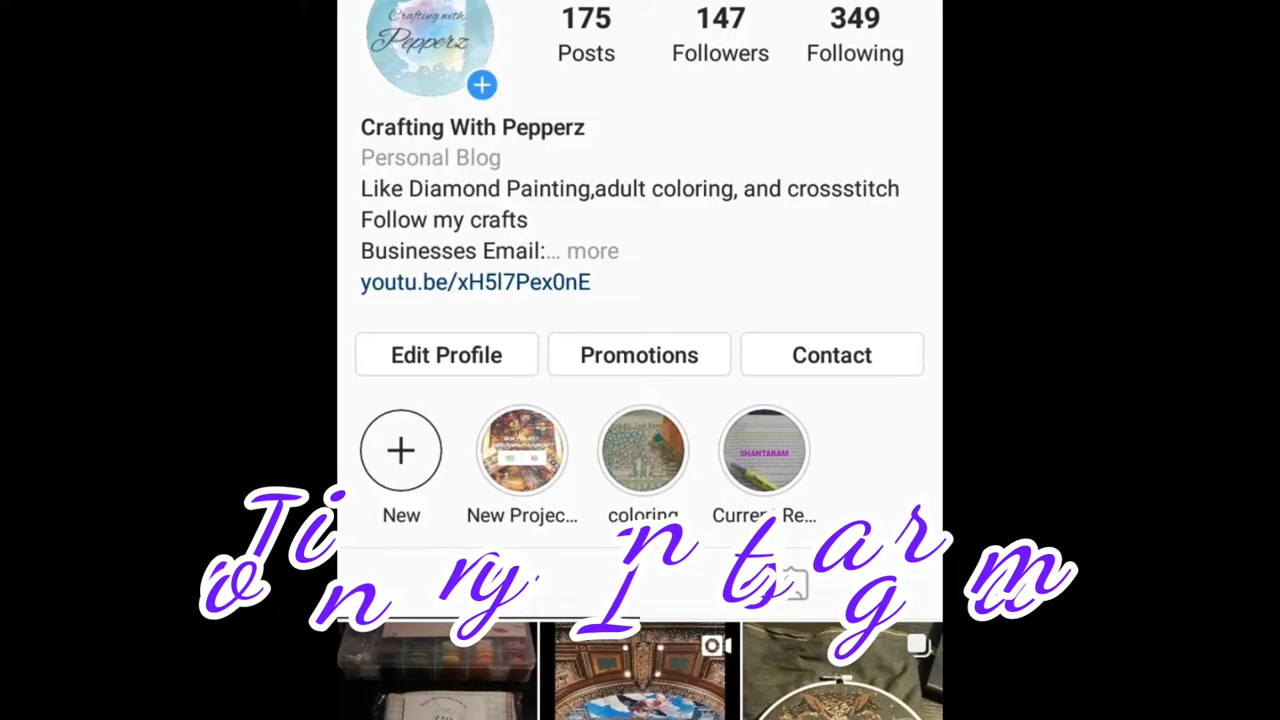 Crafting with
Pepperz
175 147 349
Posts Followers Following
Crafting With Pepperz
Personal Blog
Like Diamond Painting,adult coloring, and crossstitch
Follow my crafts
Businesses Email:... more
youtu.be/xH5l7Pex0nE
Edit Profile Promotions Contact
SHANTARAM
New New Projec... coloring Current Re...